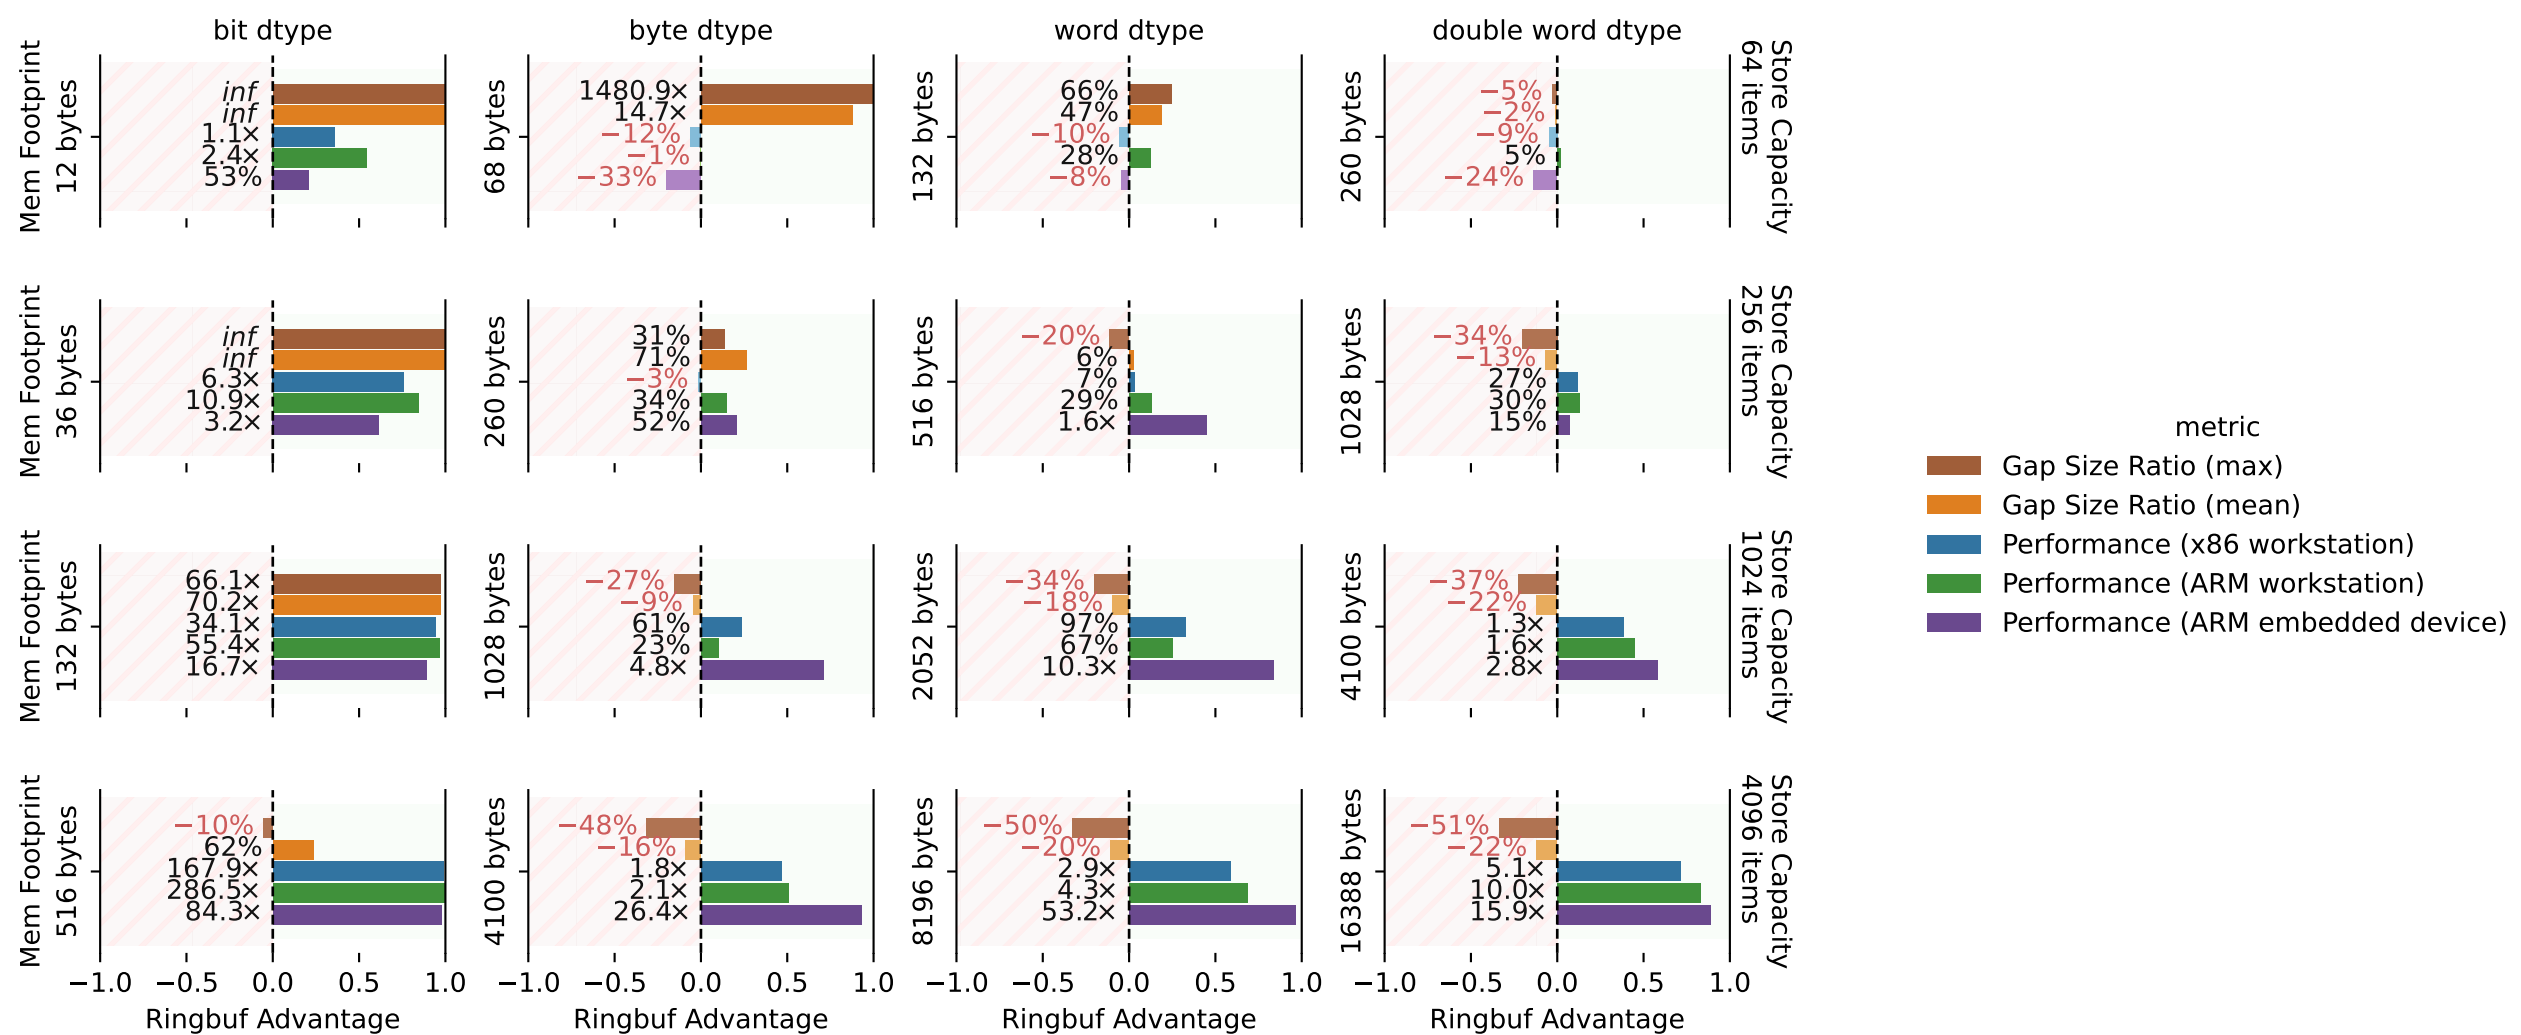 bit dtype
byte dtype
word dtype
double word dtype
Mem Footprint
12 bytes
inf
inf
1.1×
2.4×
53%
68 bytes
1480.9×
14.7×
−12%
−1%
−33%
132 bytes
66%
47%
−10%
28%
−8%
260 bytes
−5%
−2%
−9%
5%
−24%
Store Capacity
64 items
Mem Footprint
36 bytes
inf
inf
6.3×
10.9×
3.2×
260 bytes
31%
71%
−3%
34%
52%
516 bytes
−20%
6%
7%
29%
1.6×
1028 bytes
−34%
−13%
27%
30%
15%
Store Capacity
256 items
Mem Footprint
132 bytes
66.1×
70.2×
34.1×
55.4×
16.7×
1028 bytes
−27%
−9%
61%
23%
4.8×
2052 bytes
−34%
−18%
97%
67%
10.3×
4100 bytes
−37%
−22%
1.3×
1.6×
2.8×
Store Capacity
1024 items
Mem Footprint
516 bytes
−10%
62%
167.9×
286.5×
84.3×
4100 bytes
−48%
−16%
1.8×
2.1×
26.4×
8196 bytes
−50%
−20%
2.9×
4.3×
53.2×
16388 bytes
−51%
−22%
5.1×
10.0×
15.9×
Store Capacity
4096 items
−1.0 −0.5 0.0 0.5 1.0
−1.0 −0.5 0.0 0.5 1.0
−1.0 −0.5 0.0 0.5 1.0
−1.0 −0.5 0.0 0.5 1.0
Ringbuf Advantage
Ringbuf Advantage
Ringbuf Advantage
Ringbuf Advantage
metric
Gap Size Ratio (max)
Gap Size Ratio (mean)
Performance (x86 workstation)
Performance (ARM workstation)
Performance (ARM embedded device)